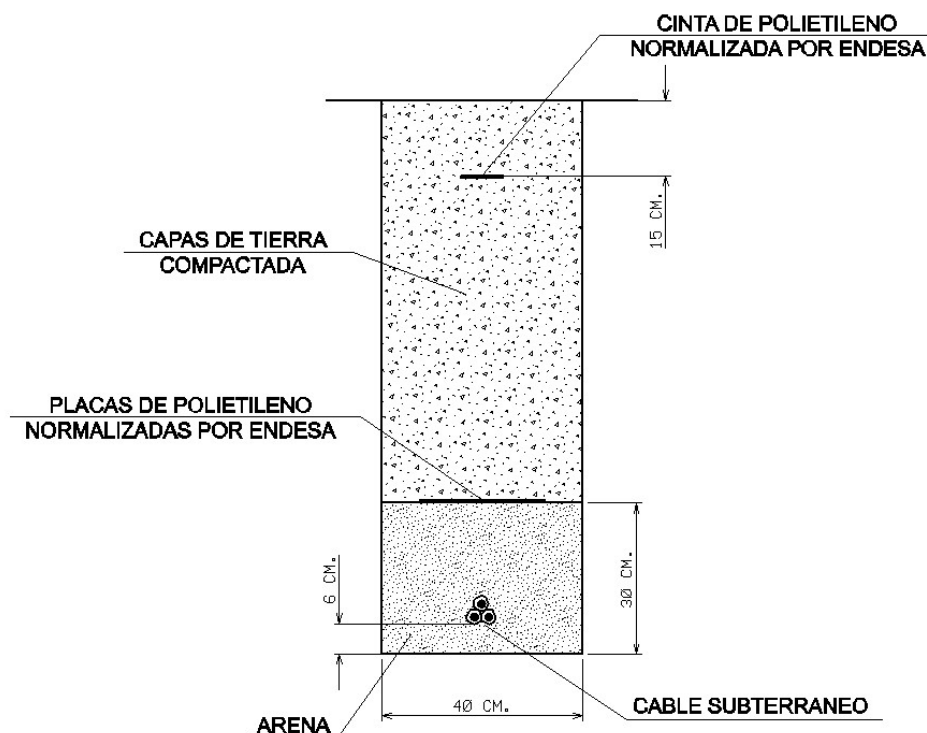 CINTA DE POLIETILENO
NORMALIZADA POR ENDESA
15 CM.
CAPAS DE TIERRA
COMPACTADA
PLACAS DE POLIETILENO
NORMALIZADAS POR ENDESA
6 CM.
30 CM.
40 CM.
CABLE SUBTERRANEO
ARENA